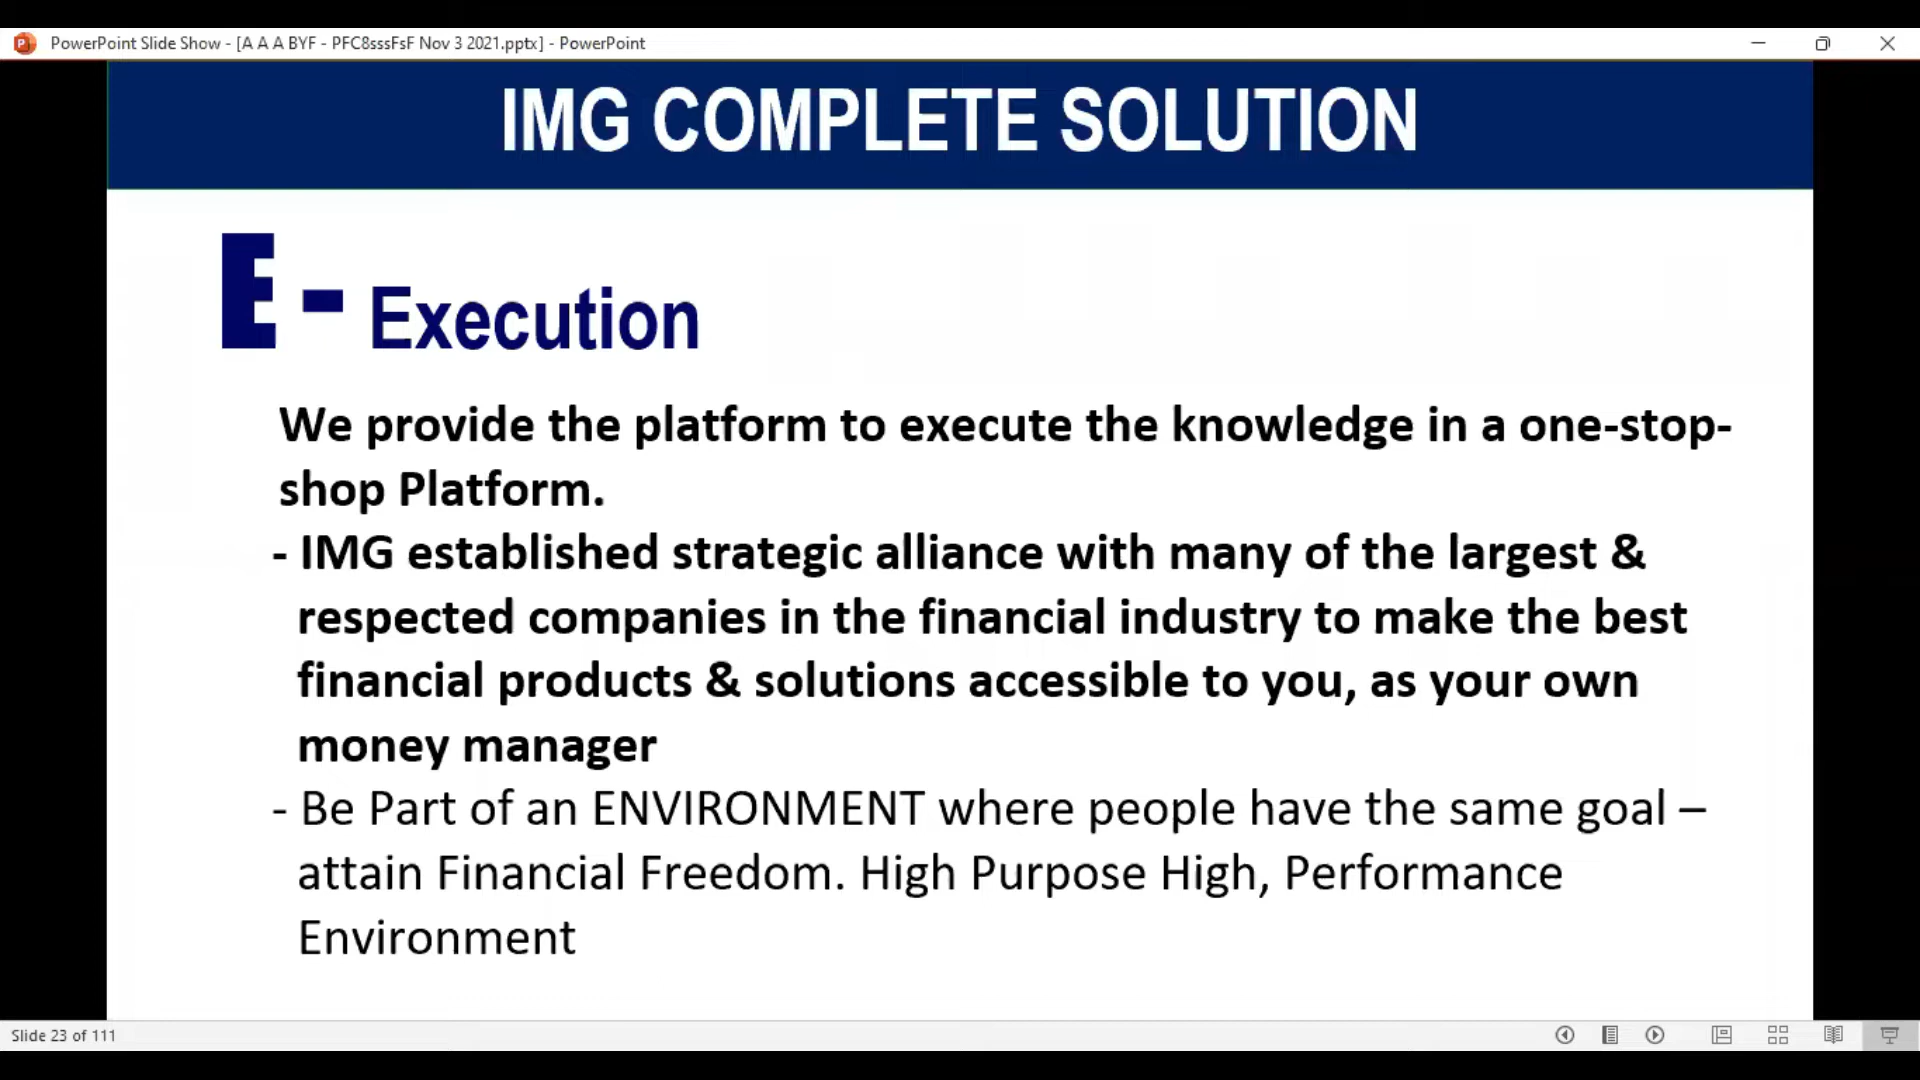 PowerPoint Slide Show - [A A A BYF - PFC8sssFsF Nov 3 2021.pptx] - PowerPoint
IMG COMPLETE SOLUTION
E - Execution
We provide the platform to execute the knowledge in a one-stop-
shop Platform.
- IMG established strategic alliance with many of the largest &
respected companies in the financial industry to make the best
financial products & solutions accessible to you, as your own
money manager
- Be Part of an ENVIRONMENT where people have the same goal –
attain Financial Freedom. High Purpose High, Performance
Environment
Slide 23 of 111